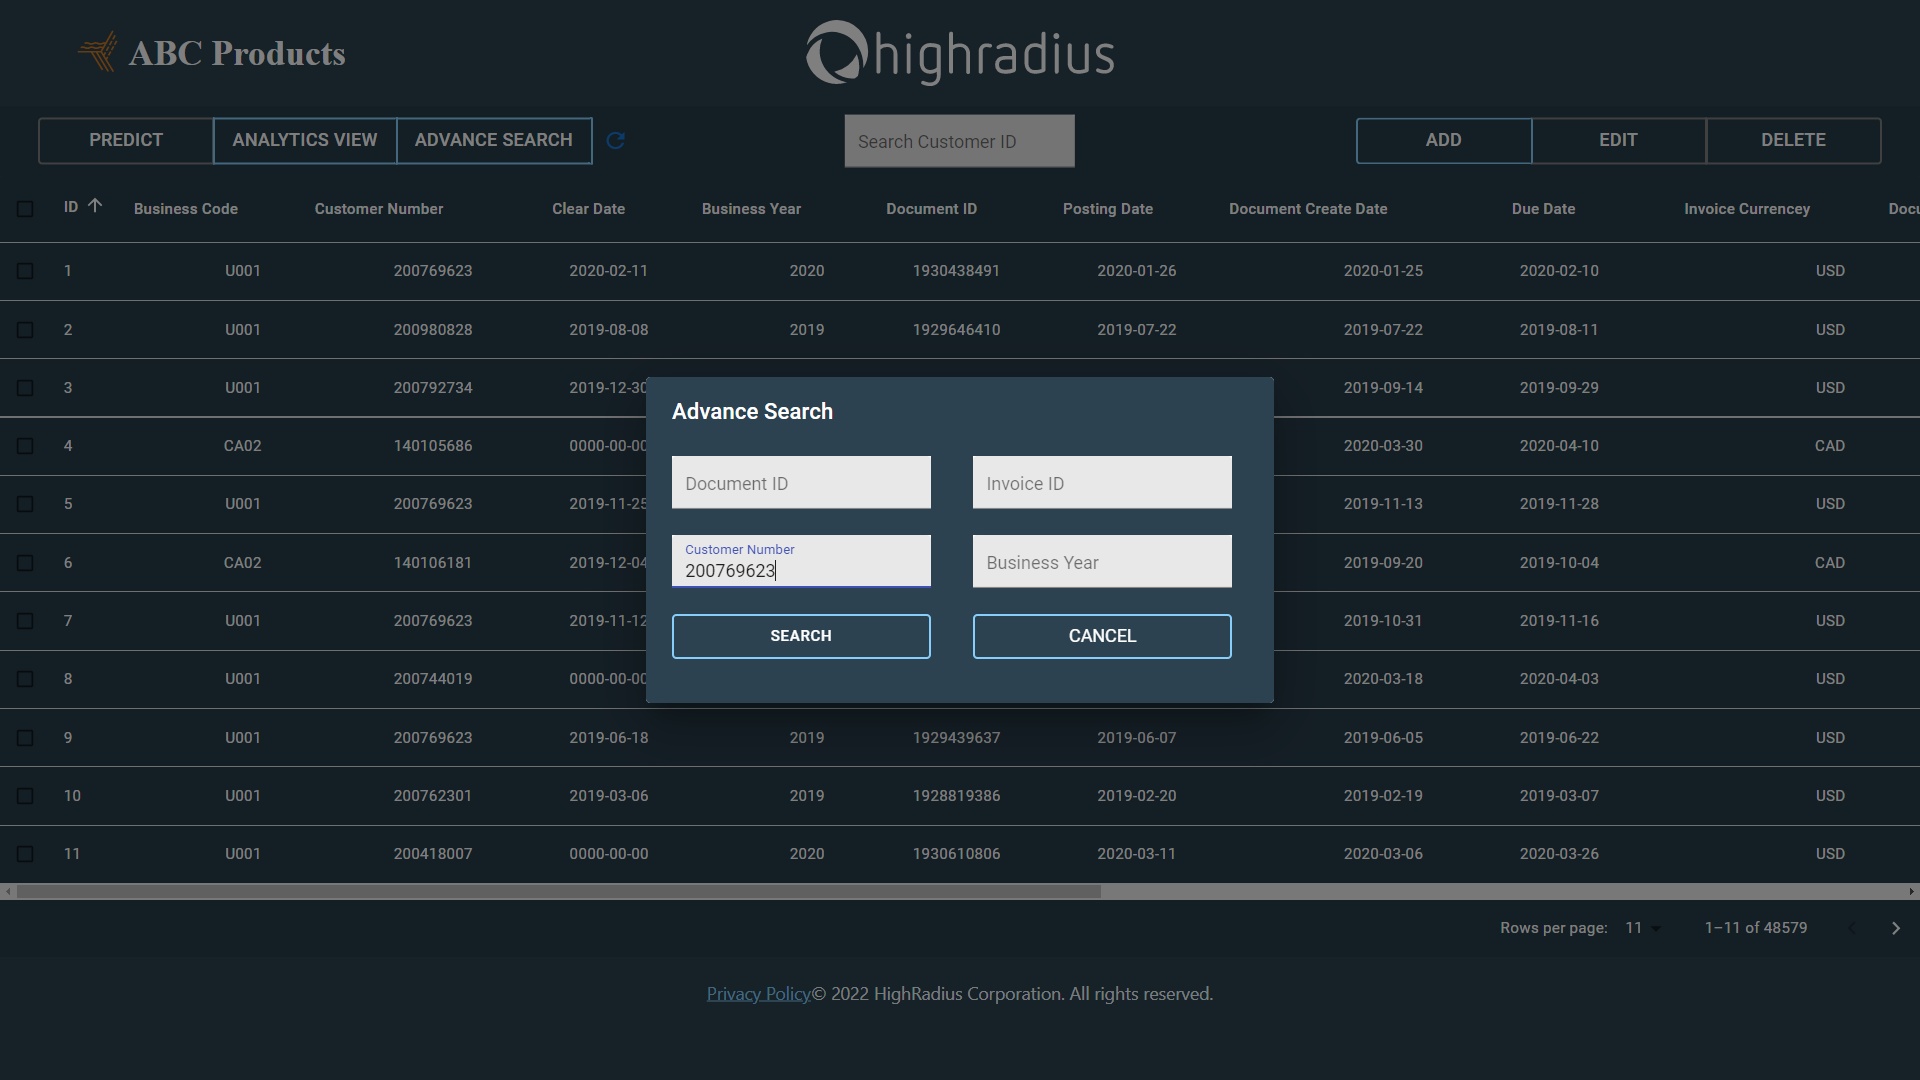 ABC Products
highradius
PREDICT ANALYTICS VIEW ADVANCE SEARCH Search Customer ID ADD EDIT DELETE
ID Business Code Customer Number Clear Date Business Year Document ID Posting Date Document Create Date Due Date Invoice Currencey
1 U001 200769623 2020-02-11 2020 1930438491 2020-01-26 2020-01-25 2020-02-10 USD
2 U001 200980828 2019-08-08 2019 1929646410 2019-07-22 2019-07-22 2019-08-11 USD
3 U001 200792734 2019-12-30 2019-09-14 2019-09-29 USD
4 CA02 140105686 0000-00-00 2020-03-30 2020-04-10 CAD
5 U001 200769623 2019-11-25 2019-11-13 2019-11-28 USD
6 CA02 140106181 2019-12-04 2019-09-20 2019-10-04 CAD
7 U001 200769623 2019-11-12 2019-10-31 2019-11-16 USD
8 U001 200744019 0000-00-00 2020-03-18 2020-04-03 USD
9 U001 200769623 2019-06-18 2019 1929439637 2019-06-07 2019-06-05 2019-06-22 USD
10 U001 200762301 2019-03-06 2019 1928819386 2019-02-20 2019-02-19 2019-03-07 USD
11 U001 200418007 0000-00-00 2020 1930610806 2020-03-11 2020-03-06 2020-03-26 USD
Advance Search
Document ID Invoice ID
Customer Number
200769623 Business Year
SEARCH CANCEL
Rows per page: 11 1–11 of 48579
Privacy Policy© 2022 HighRadius Corporation. All rights reserved.